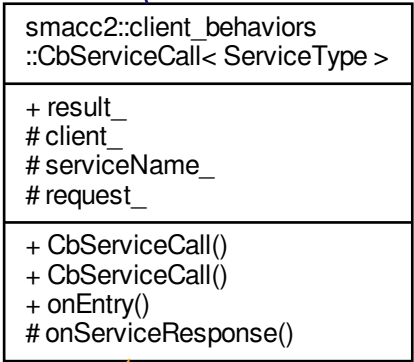 smacc2::client_behaviors
::CbServiceCall< ServiceType >
+ result_
# client_
# serviceName_
# request_
+ CbServiceCall()
+ CbServiceCall()
+ onEntry()
# onServiceResponse()